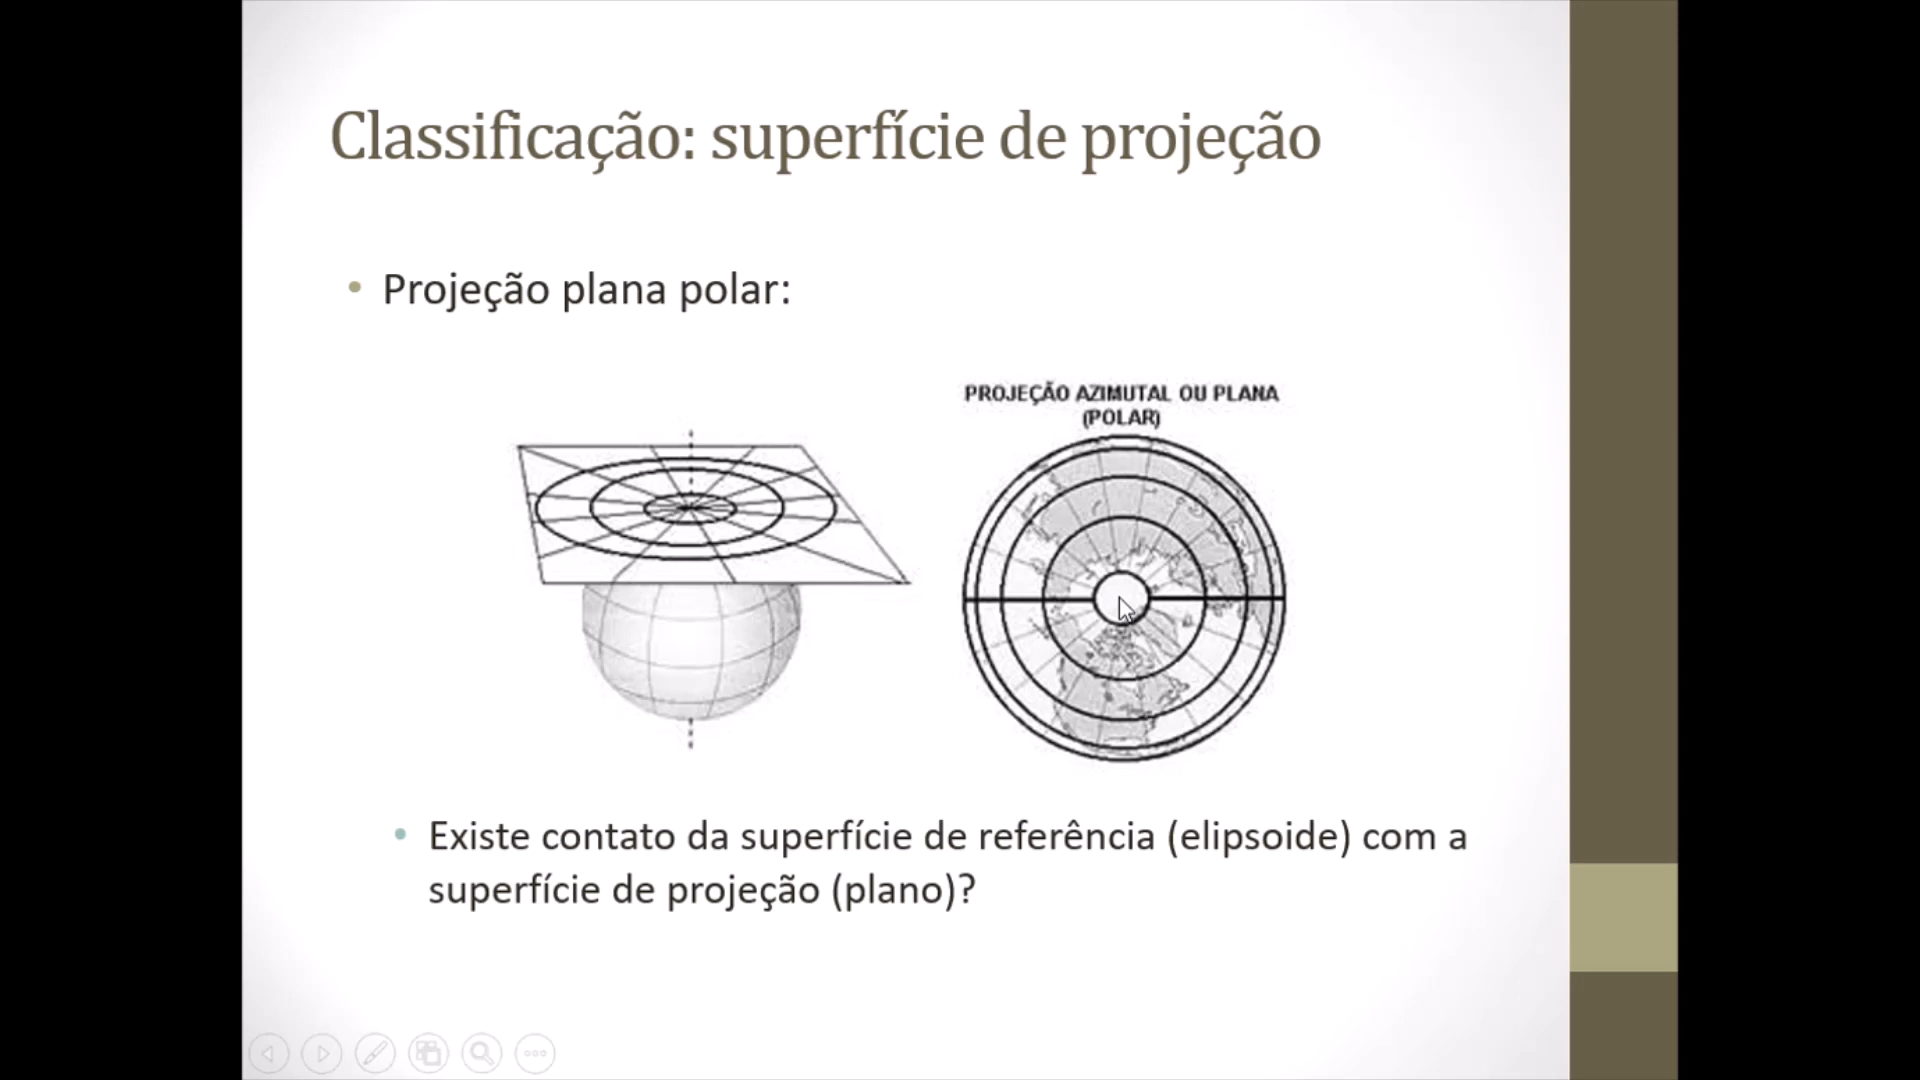 Classificação: superfície de projeção
• Projeção plana polar:
PROJEÇÃO AZIMUTAL OU PLANA
(POLAR)
• Existe contato da superfície de referência (elipsoide) com a
superfície de projeção (plano)?